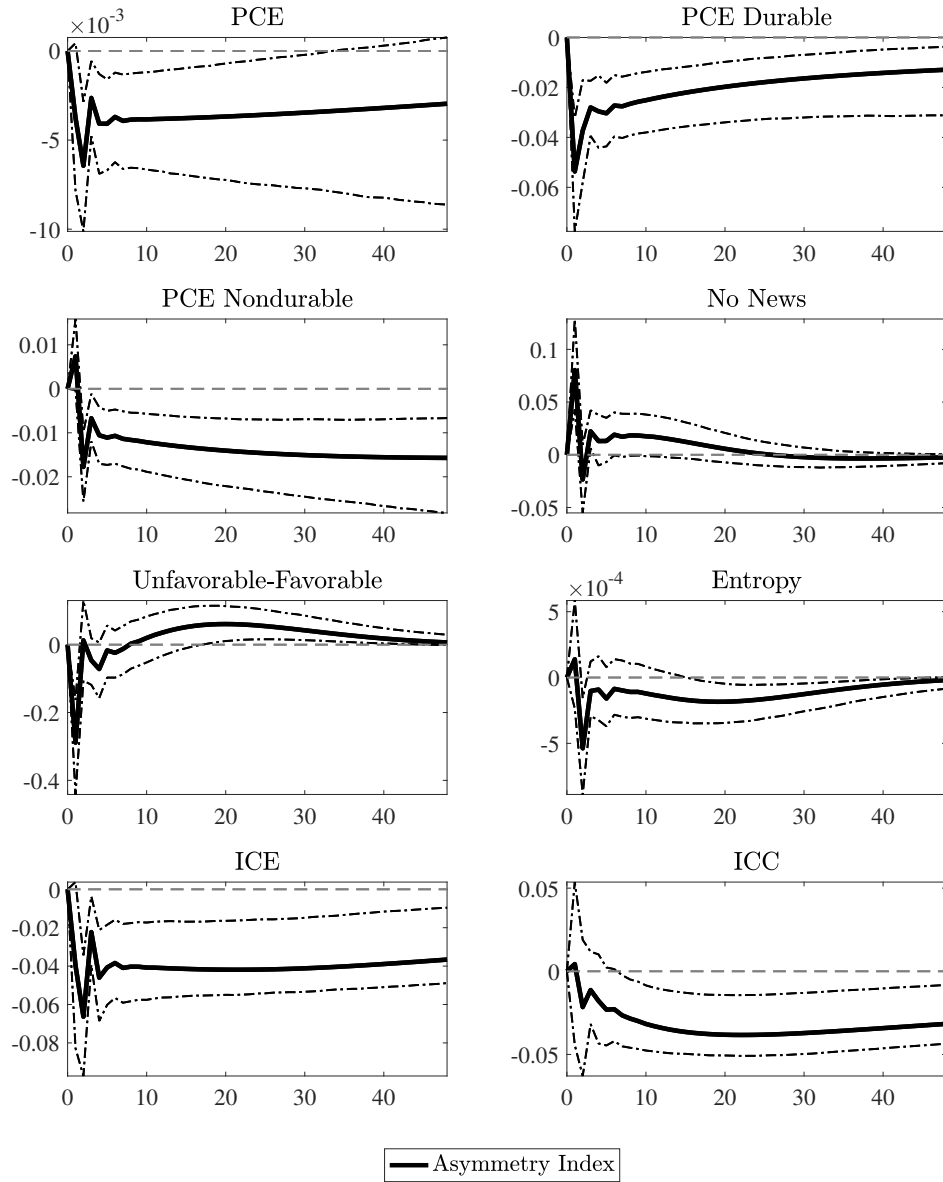 PCE
×10⁻³
0
-5
-10
0 10 20 30 40
PCE Durable
0
-0.02
-0.04
-0.06
0 10 20 30 40
PCE Nondurable
0.01
0
-0.01
-0.02
0 10 20 30 40
No News
0.1
0.05
0
-0.05
0 10 20 30 40
Unfavorable-Favorable
0
-0.2
-0.4
0 10 20 30 40
Entropy
×10⁻⁴
5
0
-5
0 10 20 30 40
ICE
0
-0.02
-0.04
-0.06
-0.08
0 10 20 30 40
ICC
0.05
0
-0.05
0 10 20 30 40
Asymmetry Index